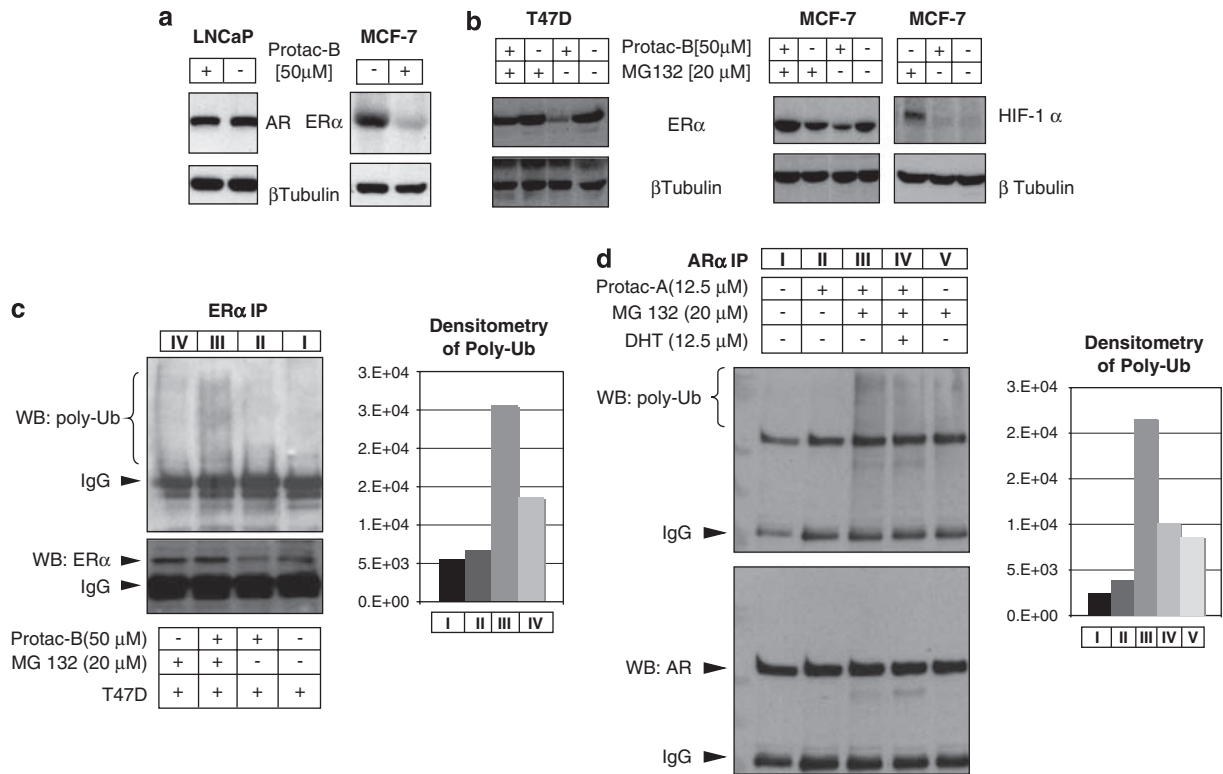 a
LNCaP
Protac-B
[50μM]
MCF-7
+ -
- +
AR
ERα
βTubulin
b
T47D
MCF-7
MCF-7
Protac-B[50μM]
MG132 [20 μM]
+ - + -
+ + - -
+ - + -
+ + - -
- + -
+ - -
ERα
HIF-1 α
βTubulin
β Tubulin
c
ERα IP
IV III II I
WB: poly-Ub
IgG
WB: ERα
IgG
Protac-B(50 μM) - + + -
MG 132 (20 μM) + + - -
T47D + + + +
Densitometry
of Poly-Ub
3.E+04
3.E+04
2.E+04
2.E+04
1.E+04
5.E+03
0.E+00
I II III IV
d
ARα IP I II III IV V
Protac-A(12.5 μM) - + + + -
MG 132 (20 μM) - - + + +
DHT (12.5 μM) - - - + -
WB: poly-Ub
IgG
WB: AR
IgG
Densitometry
of Poly-Ub
3.E+04
2.E+04
2.E+04
1.E+04
5.E+03
0.E+00
I II III IV V